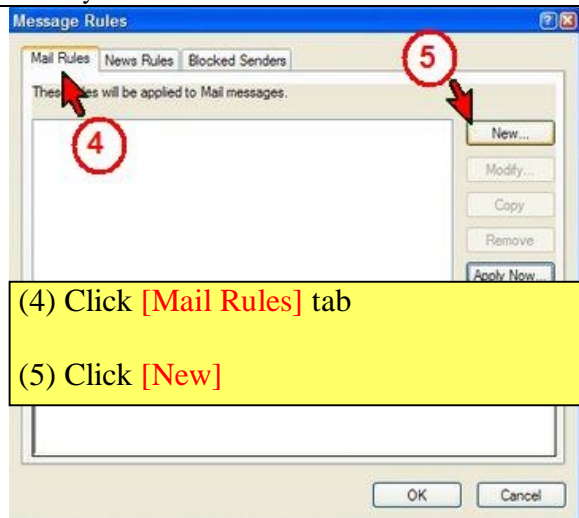 Message Rules
Mail Rules News Rules Blocked Senders
5
These rules will be applied to Mail messages.
4
New...
Modify...
Copy
Remove
Apply Now...
(4) Click [Mail Rules] tab
(5) Click [New]
OK Cancel